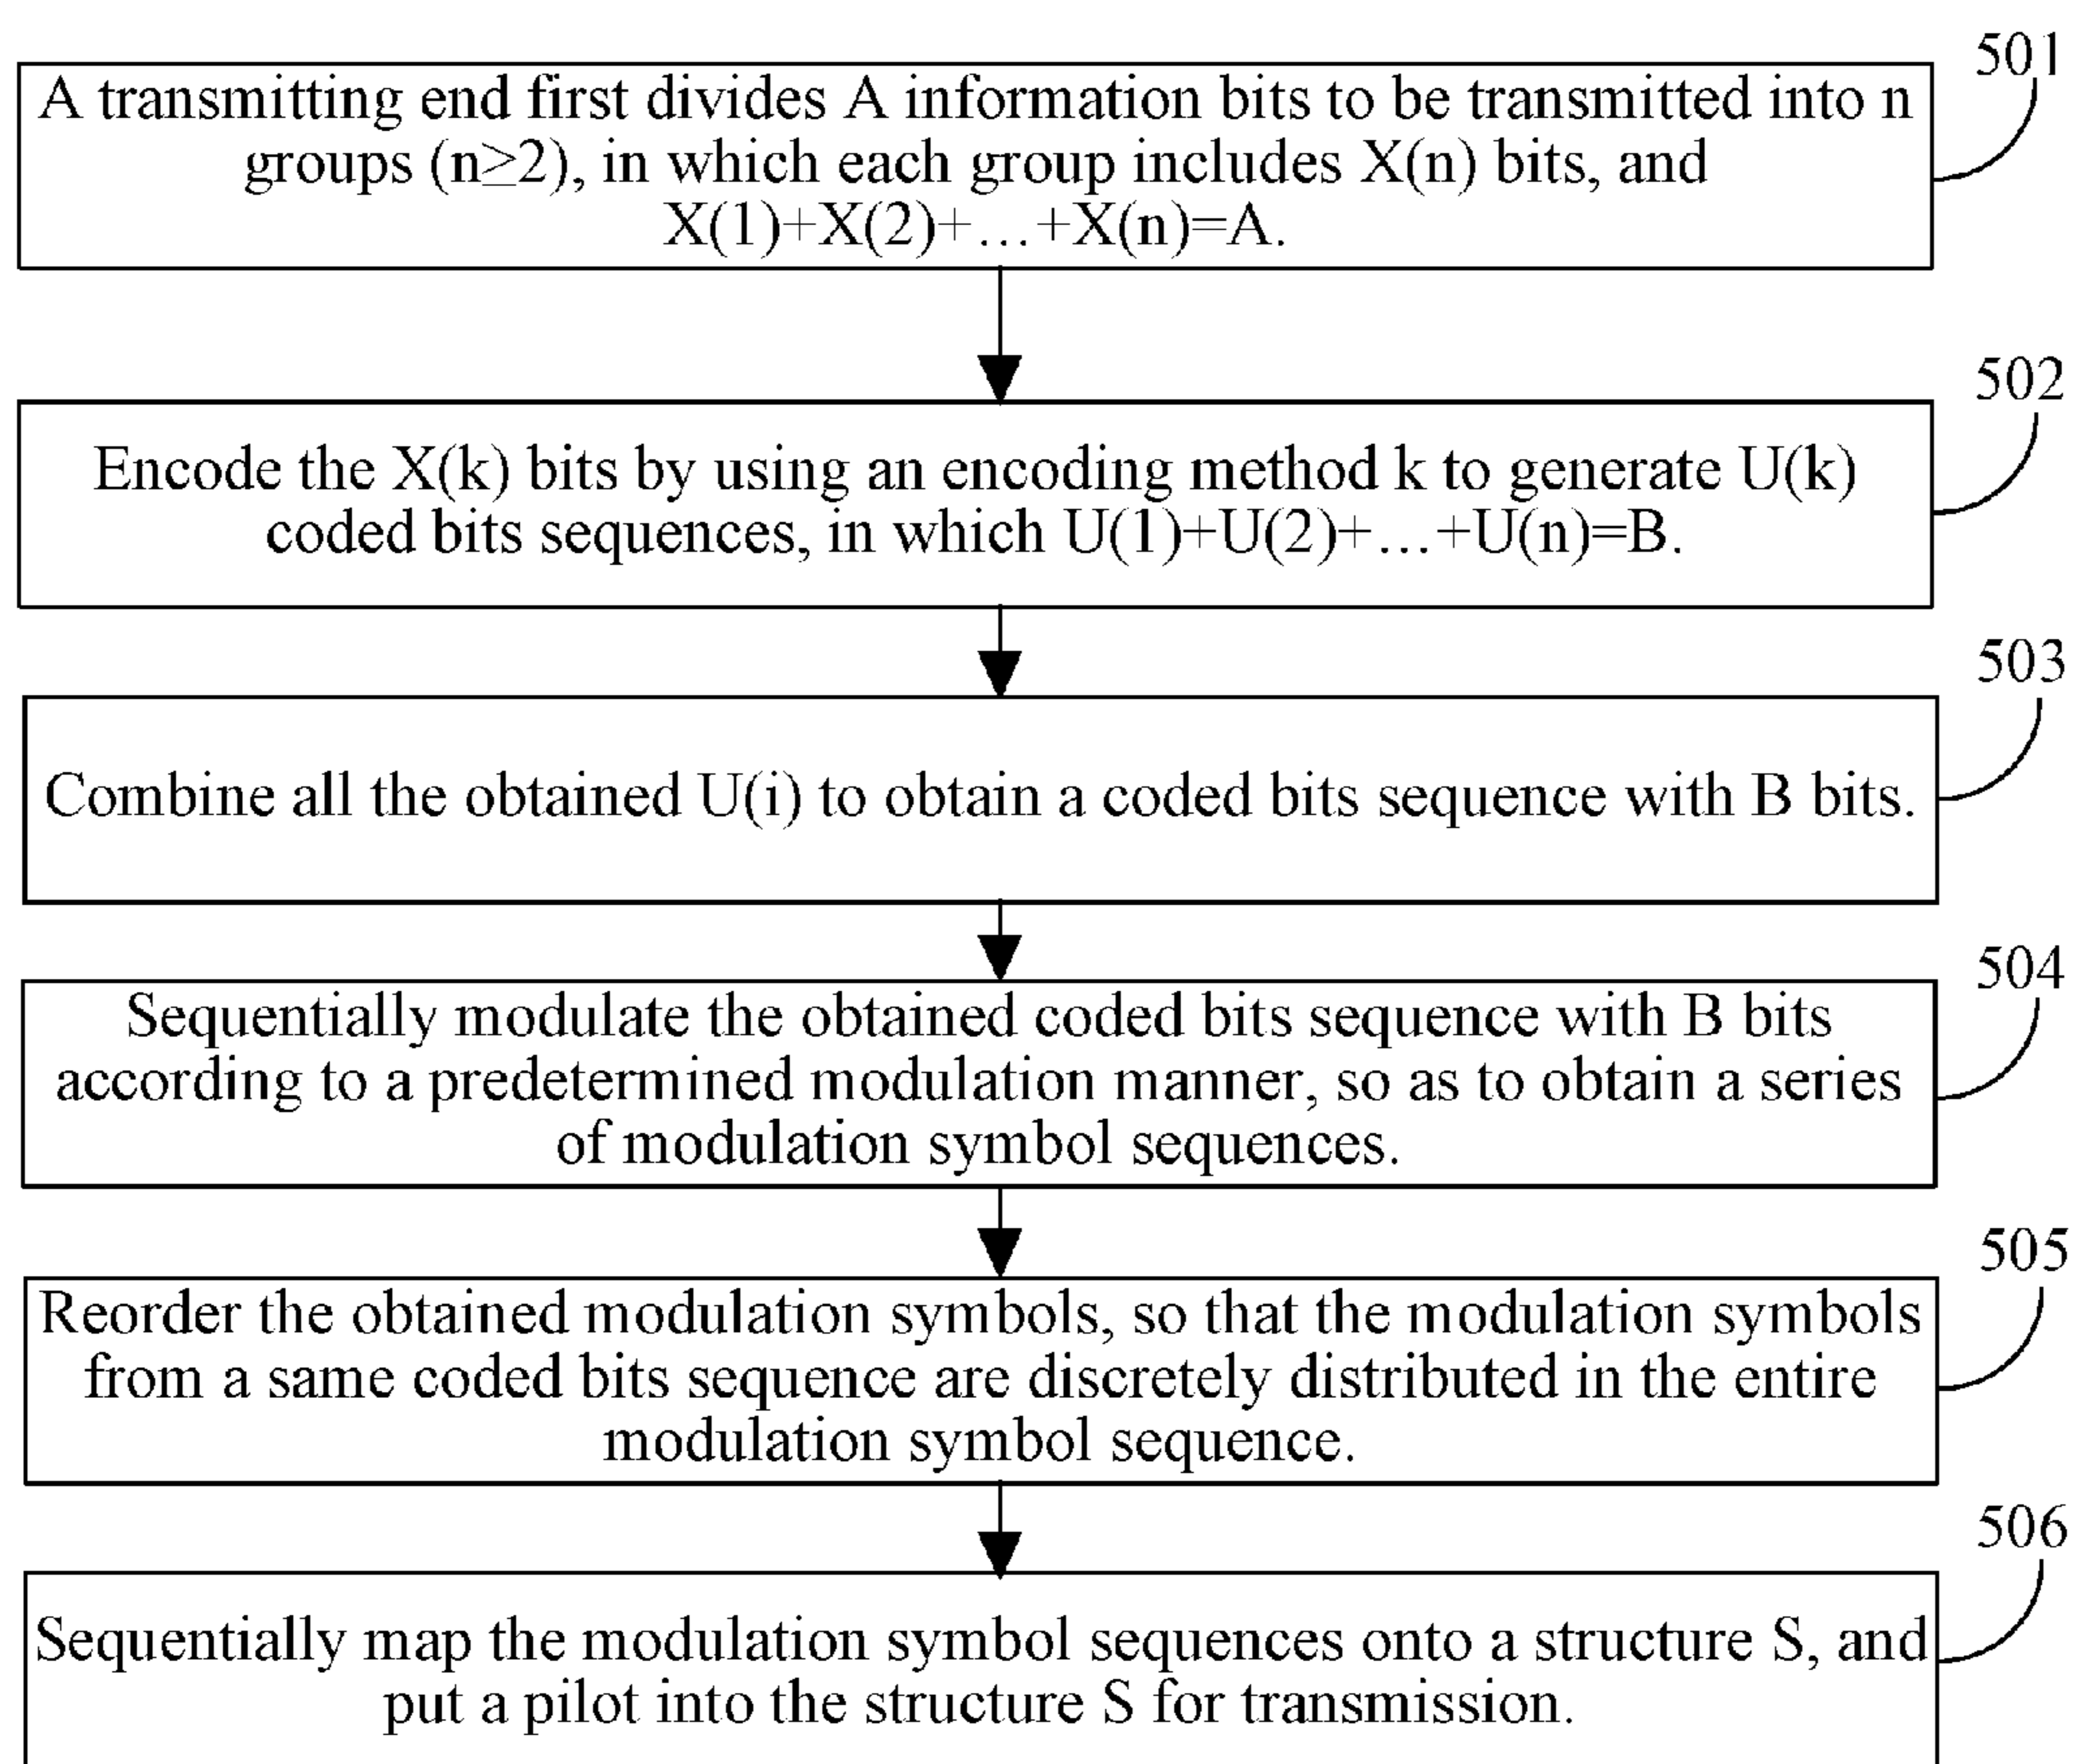 501
A transmitting end first divides A information bits to be transmitted into n
groups (n≥2), in which each group includes X(n) bits, and
X(1)+X(2)+…+X(n)=A.
502
Encode the X(k) bits by using an encoding method k to generate U(k)
coded bits sequences, in which U(1)+U(2)+…+U(n)=B.
503
Combine all the obtained U(i) to obtain a coded bits sequence with B bits.
504
Sequentially modulate the obtained coded bits sequence with B bits
according to a predetermined modulation manner, so as to obtain a series
of modulation symbol sequences.
505
Reorder the obtained modulation symbols, so that the modulation symbols
from a same coded bits sequence are discretely distributed in the entire
modulation symbol sequence.
506
Sequentially map the modulation symbol sequences onto a structure S, and
put a pilot into the structure S for transmission.